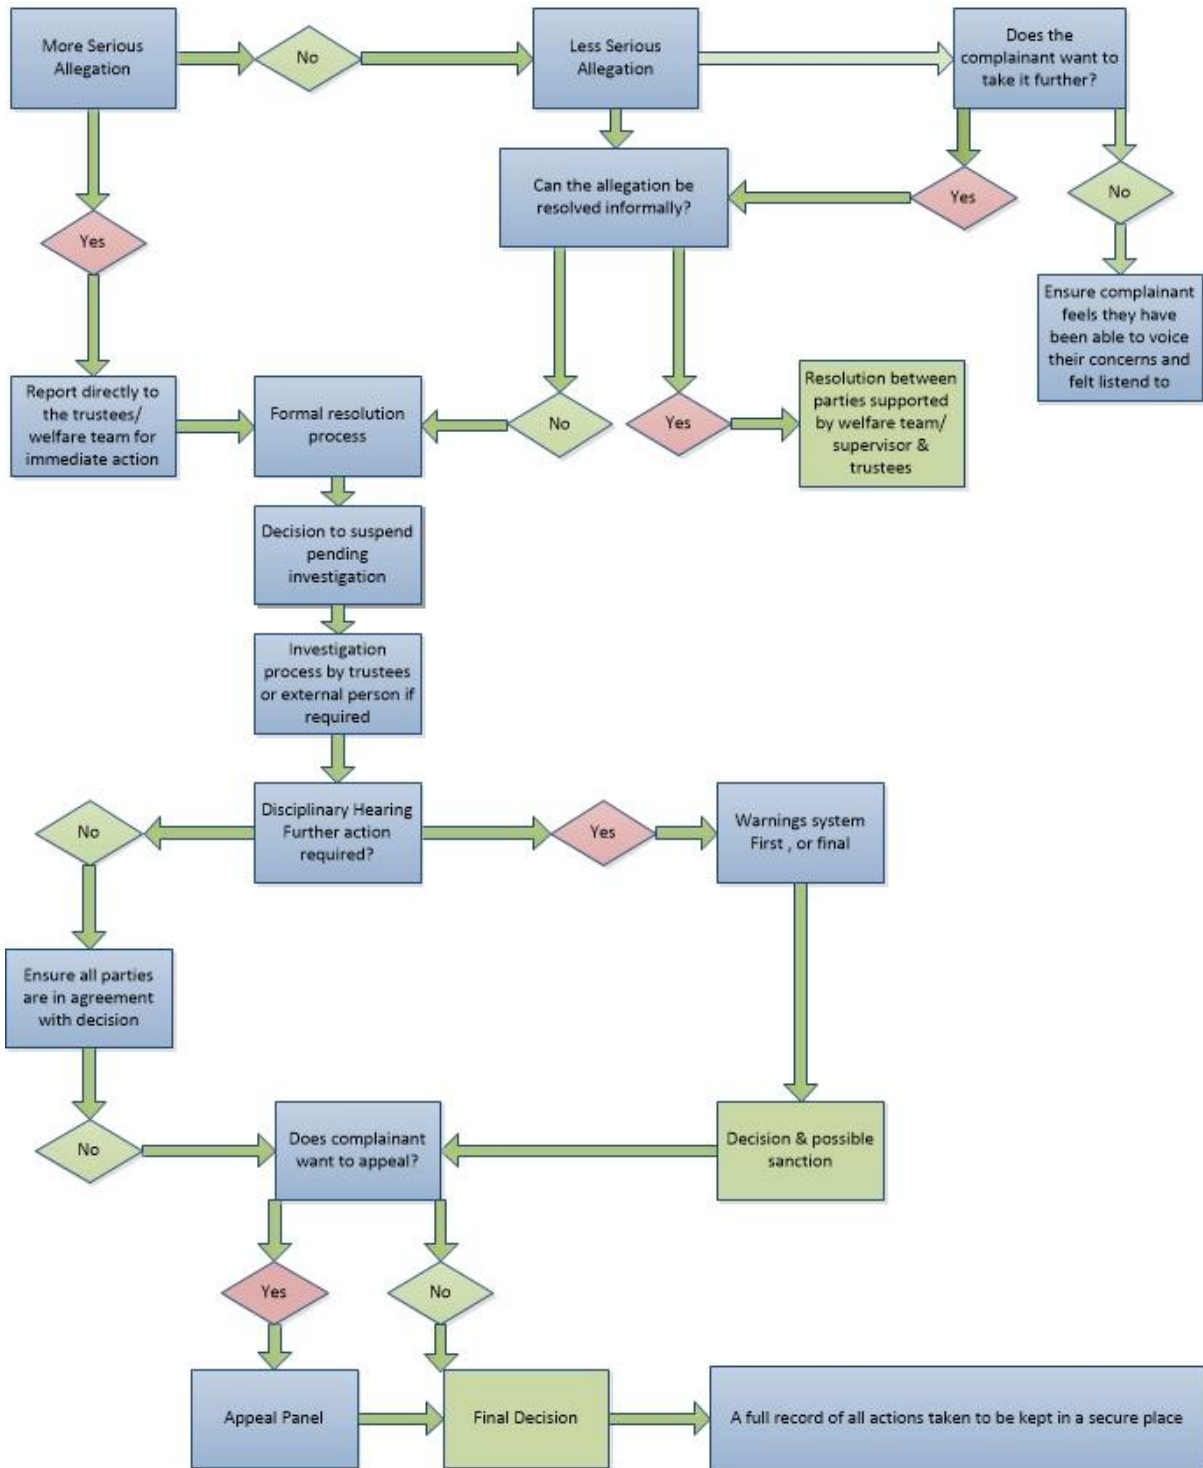 More Serious
Allegation
No
Less Serious
Allegation
Does the
complainant want to
take it further?
Can the allegation be
resolved informally?
Yes
No
Yes
Ensure complainant
feels they have
been able to voice
their concerns and
felt listend to
Report directly to
the trustees/
welfare team for
immediate action
Formal resolution
process
No
Yes
Resolution between
parties supported
by welfare team/
supervisor &
trustees
Decision to suspend
pending
investigation
Investigation
process by trustees
or external person if
required
No
Disciplinary Hearing
Further action
required?
Yes
Warnings system
First , or final
Ensure all parties
are in agreement
with decision
No
Does complainant
want to appeal?
Decision & possible
sanction
Yes
No
Appeal Panel
Final Decision
A full record of all actions taken to be kept in a secure place